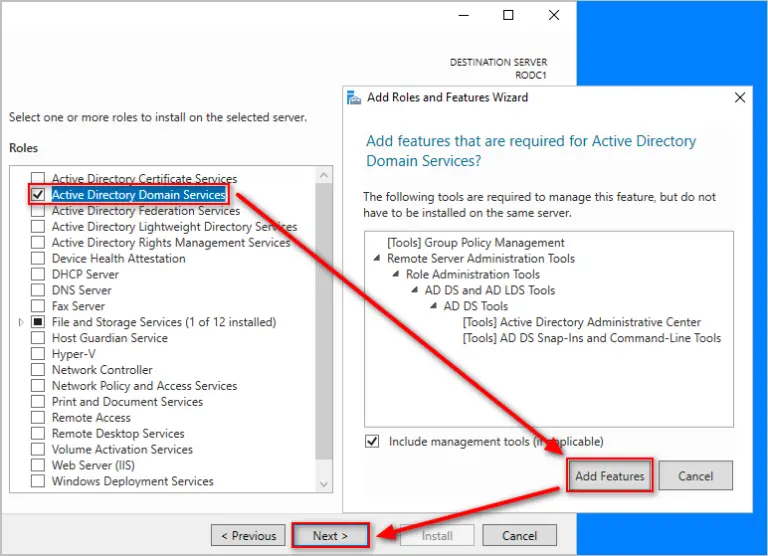 DESTINATION SERVER
RODC1
Select one or more roles to install on the selected server.
Roles
Active Directory Certificate Services
Active Directory Domain Services
Active Directory Federation Services
Active Directory Lightweight Directory Services
Active Directory Rights Management Services
Device Health Attestation
DHCP Server
DNS Server
Fax Server
File and Storage Services (1 of 12 installed)
Host Guardian Service
Hyper-V
Network Controller
Network Policy and Access Services
Print and Document Services
Remote Access
Remote Desktop Services
Volume Activation Services
Web Server (IIS)
Windows Deployment Services
< Previous
Next >
Install
Cancel
Add Roles and Features Wizard
Add features that are required for Active Directory
Domain Services?
The following tools are required to manage this feature, but do not
have to be installed on the same server.
[Tools] Group Policy Management
Remote Server Administration Tools
Role Administration Tools
AD DS and AD LDS Tools
AD DS Tools
[Tools] Active Directory Administrative Center
[Tools] AD DS Snap-Ins and Command-Line Tools
Include management tools (if applicable)
Add Features
Cancel